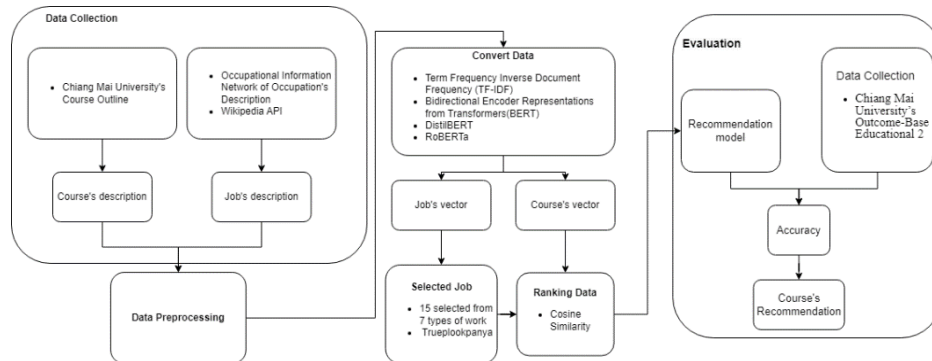 Data Collection
Chiang Mai University's
Course Outline
Occupational Information
Network of Occupation's
Description
Wikipedia API
Course's description
Job's description
Data Preprocessing
Convert Data
Term Frequency Inverse Document
Frequency (TF-IDF)
Bidirectional Encoder Representations
from Transformers(BERT)
DistilBERT
RoBERTa
Job's vector
Course's vector
Selected Job
15 selected from
7 types of work
Trueplookpanya
Ranking Data
Cosine
Similarity
Evaluation
Recommendation
model
Data Collection
Chiang Mai
University's
Outcome-Base
Educational 2
Accuracy
Course's
Recommendation